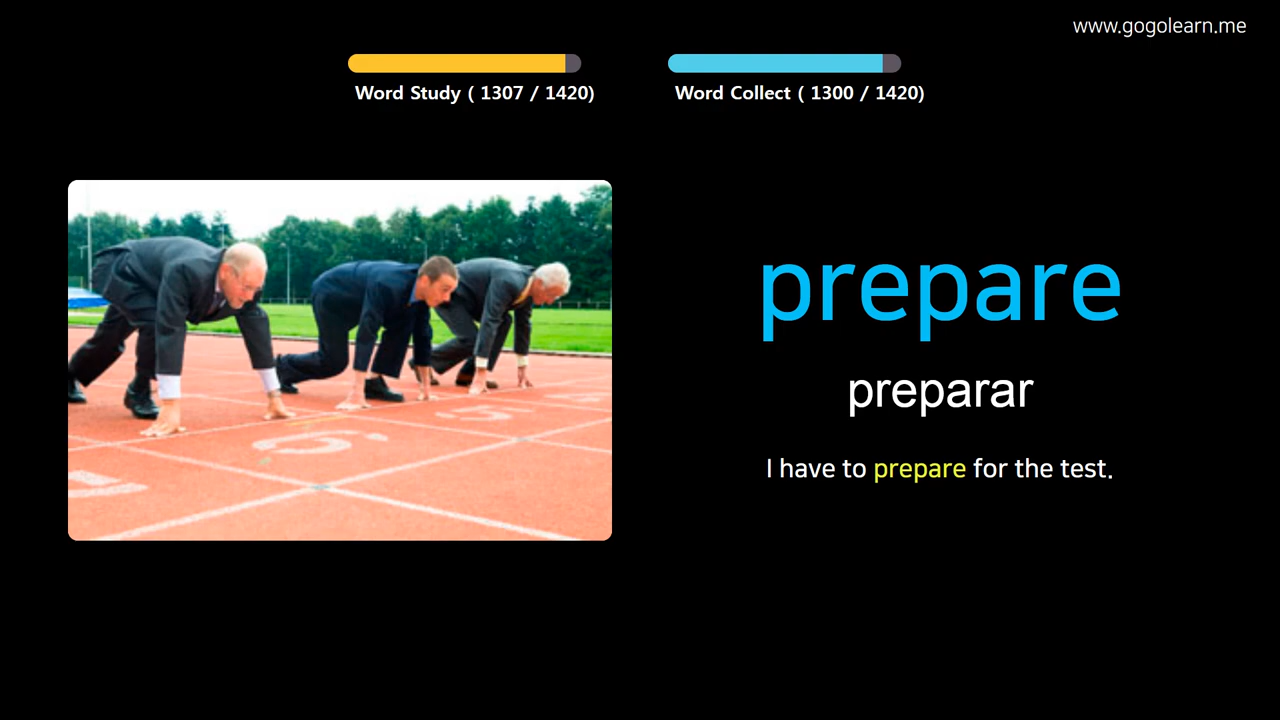 www.gogolearn.me
Word Study ( 1307 / 1420)
Word Collect ( 1300 / 1420)
prepare
preparar
I have to prepare for the test.
5